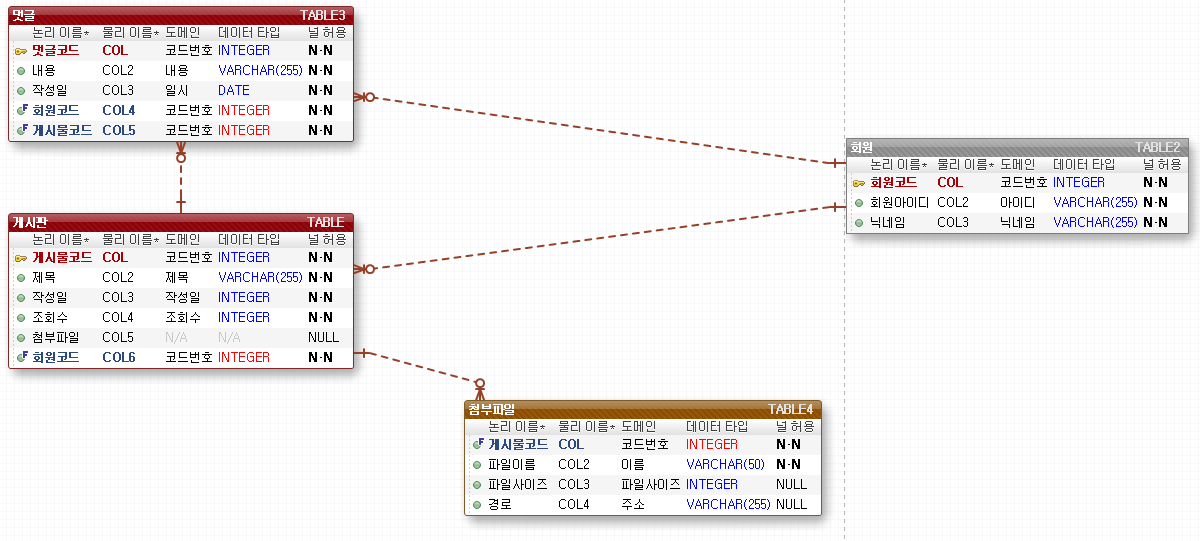 댓글 TABLE3
논리 이름* 물리 이름* 도메인 데이터 타입 널 허용
댓글코드 COL 코드번호 INTEGER N-N
내용 COL2 내용 VARCHAR(255) N-N
작성일 COL3 일시 DATE N-N
회원코드 COL4 코드번호 INTEGER N-N
게시물코드 COL5 코드번호 INTEGER N-N
회원 TABLE2
논리 이름* 물리 이름* 도메인 데이터 타입 널 허용
회원코드 COL 코드번호 INTEGER N-N
회원아이디 COL2 아이디 VARCHAR(255) N-N
닉네임 COL3 닉네임 VARCHAR(255) N-N
게시판 TABLE
논리 이름* 물리 이름* 도메인 데이터 타입 널 허용
게시물코드 COL 코드번호 INTEGER N-N
제목 COL2 제목 VARCHAR(255) N-N
작성일 COL3 작성일 INTEGER N-N
조회수 COL4 조회수 INTEGER N-N
첨부파일 COL5 N/A N/A NULL
회원코드 COL6 코드번호 INTEGER N-N
첨부파일 TABLE4
논리 이름* 물리 이름* 도메인 데이터 타입 널 허용
게시물코드 COL 코드번호 INTEGER N-N
파일이름 COL2 이름 VARCHAR(50) N-N
파일사이즈 COL3 파일사이즈 INTEGER NULL
경로 COL4 주소 VARCHAR(255) NULL